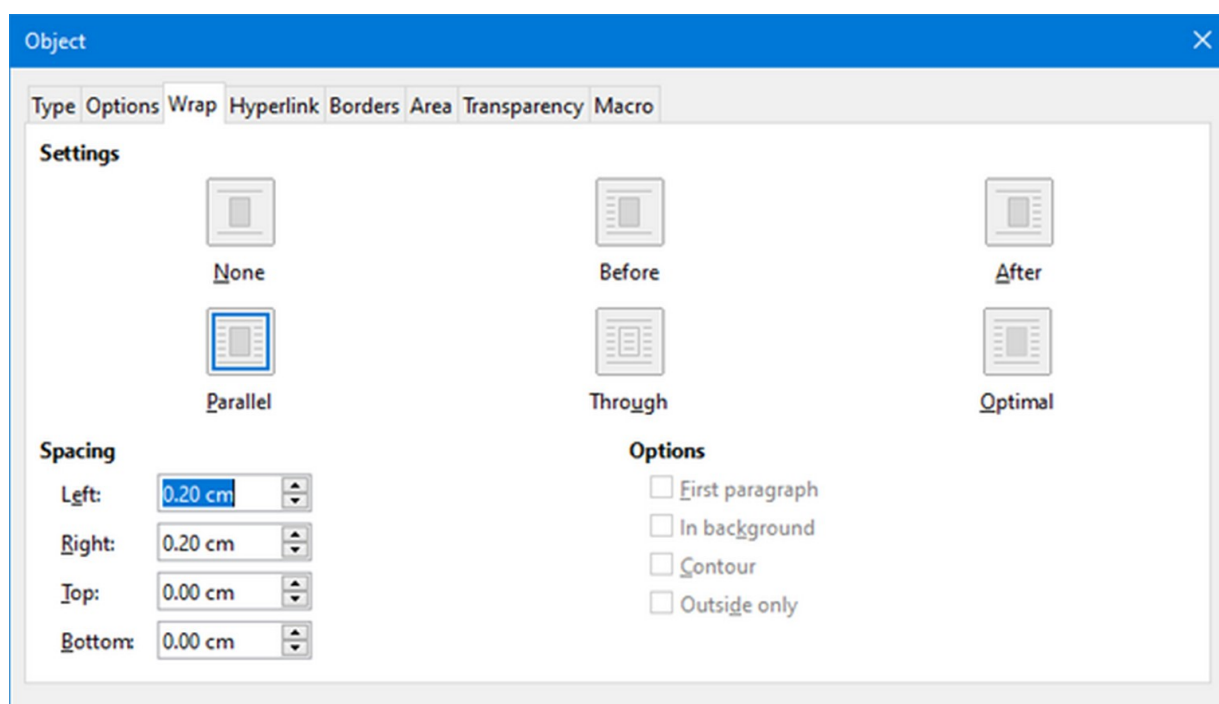 Object
Type Options Wrap Hyperlink Borders Area Transparency Macro
Settings
None Before After
Parallel Through Optimal
Spacing Options
Left: 0.20 cm First paragraph
Right: 0.20 cm In background
Top: 0.00 cm Contour
Bottom: 0.00 cm Outside only